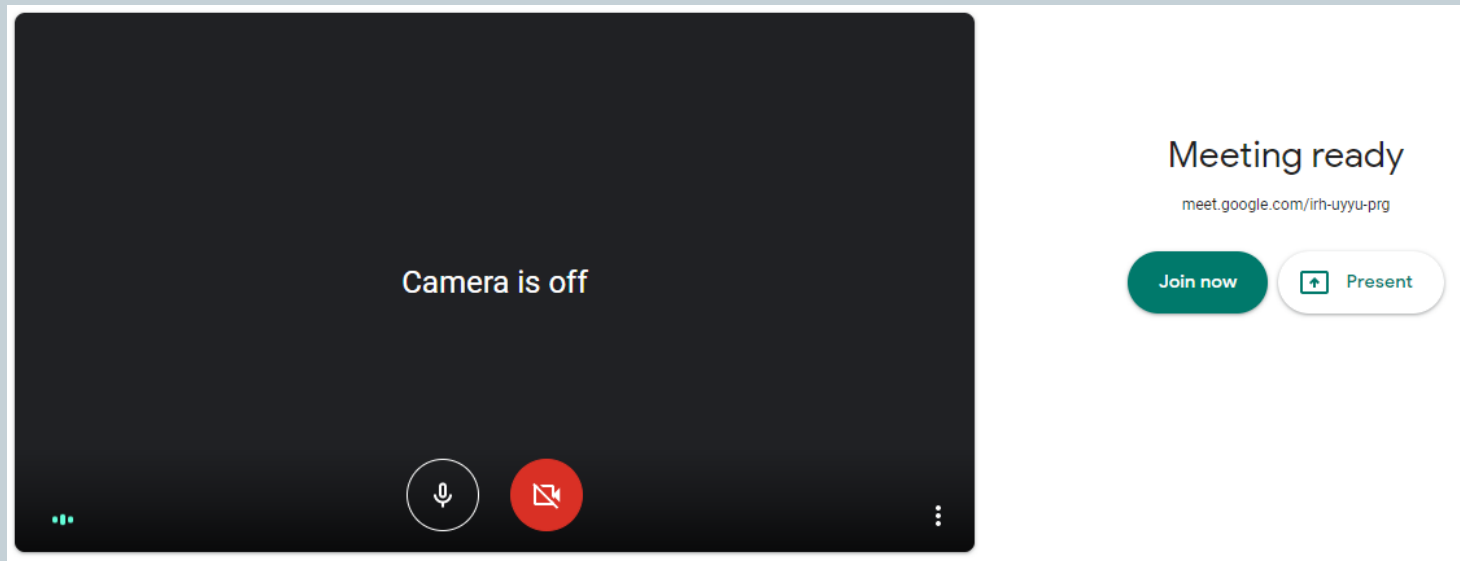 Camera is off
Meeting ready
meet.google.com/irh-uyyu-prg
Join now
Present